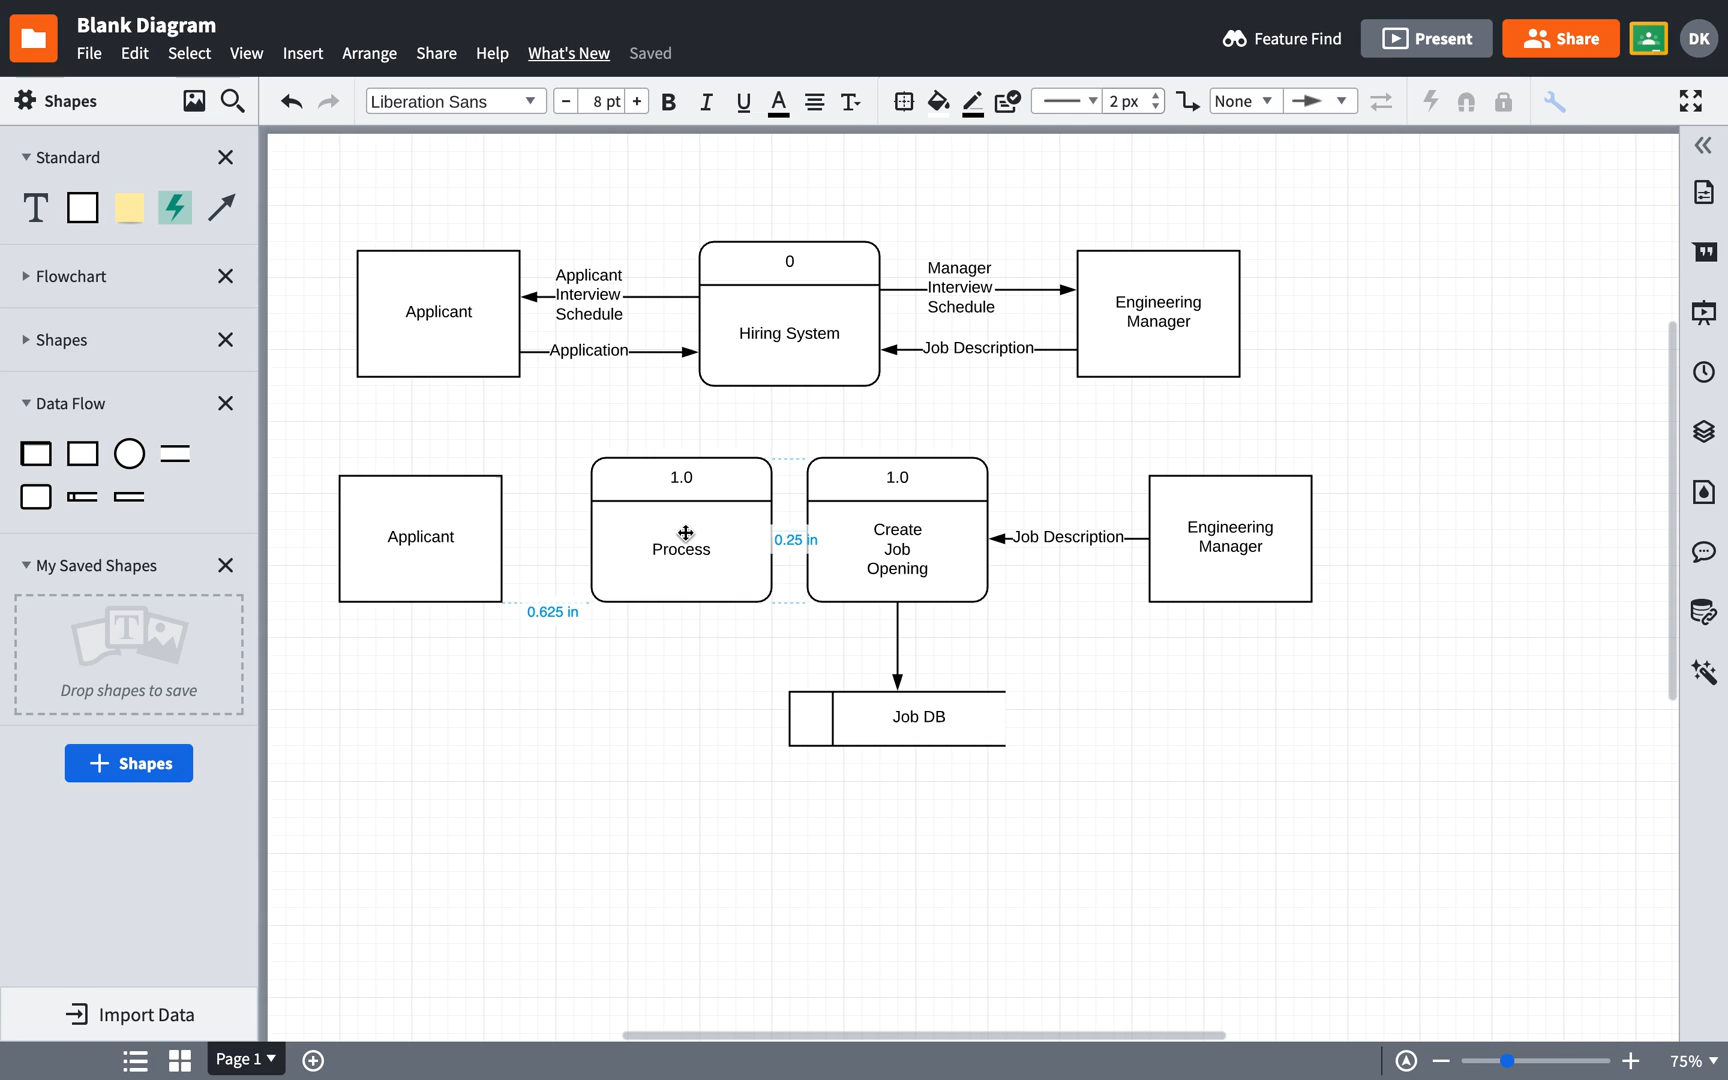 Blank Diagram
File Edit Select View Insert Arrange Share Help What's New Saved
Feature Find
Present
Share
DK
Shapes
Liberation Sans
8 pt
B I U A T
2 px
None
Standard
T
Flowchart
Shapes
Data Flow
My Saved Shapes
T
Drop shapes to save
Shapes
Import Data
Applicant
Applicant
Interview
Schedule
Application
0
Hiring System
Manager
Interview
Schedule
Job Description
Engineering
Manager
Applicant
0.625 in
1.0
Process
0.25 in
1.0
Create
Job
Opening
Job Description
Engineering
Manager
Job DB
Page 1
75%